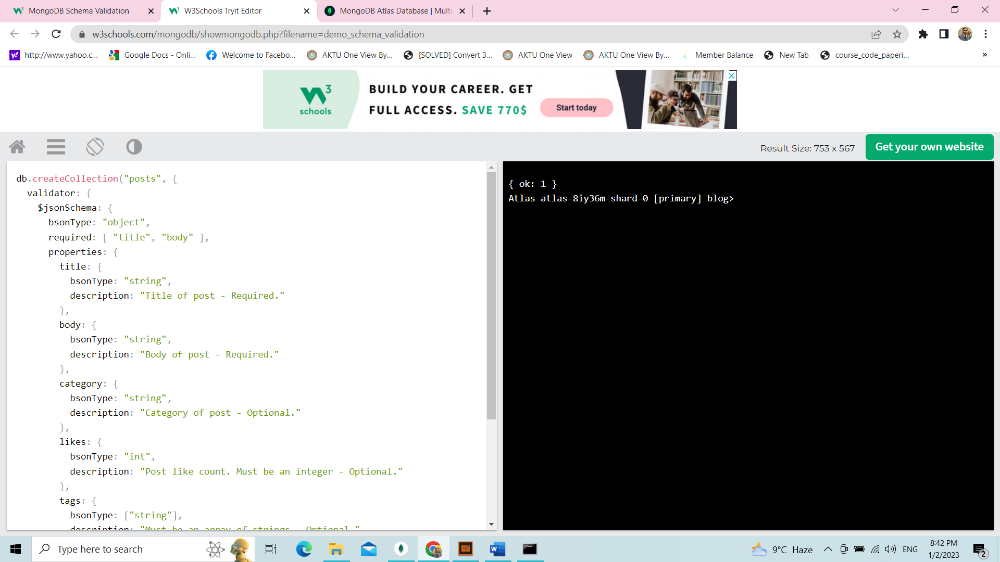 MongoDB Schema Validation
W3Schools Tryit Editor
MongoDB Atlas Database | Multi-
w3schools.com/mongodb/showmongodb.php?filename=demo_schema_validation
http://www.yahoo.c...
Google Docs - Onli...
Welcome to Facebo...
AKTU One View By...
[SOLVED] Convert 3...
AKTU One View
AKTU One View By...
Member Balance
New Tab
course_code_paperi...
»
W3
schools
BUILD YOUR CAREER. GET
FULL ACCESS. SAVE 770$
Start today
Result Size: 753 x 567
Get your own website
db.createCollection("posts", {
validator: {
$jsonSchema: {
bsonType: "object",
required: [ "title", "body" ],
properties: {
title: {
bsonType: "string",
description: "Title of post - Required."
},
body: {
bsonType: "string",
description: "Body of post - Required."
},
category: {
bsonType: "string",
description: "Category of post - Optional."
},
likes: {
bsonType: "int",
description: "Post like count. Must be an integer - Optional."
},
tags: {
bsonType: ["string"],
description: "Must be an array of strings - Optional."
{ ok: 1 }
Atlas atlas-8iy36m-shard-0 [primary] blog>
Type here to search
9°C Haze
ENG
8:42 PM
1/2/2023
2